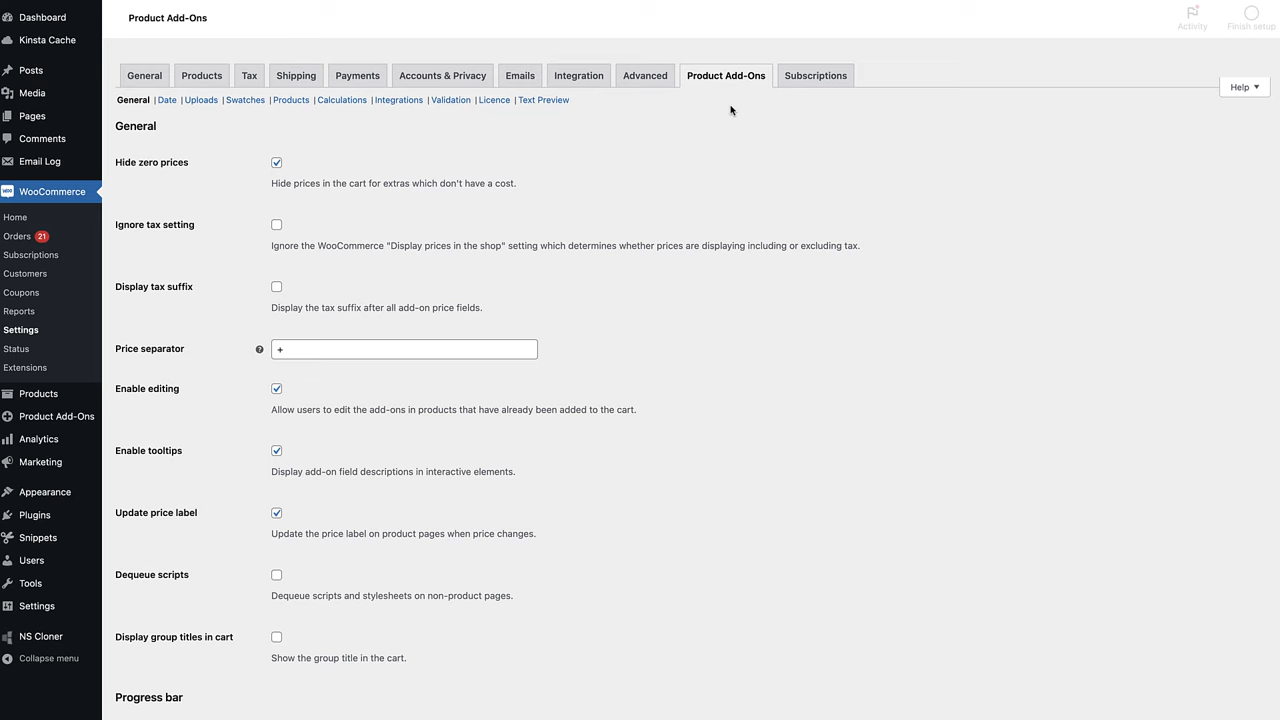 Dashboard
Kinsta Cache
Posts
Media
Pages
Comments
Email Log
WooCommerce
Home
Orders 21
Subscriptions
Customers
Coupons
Reports
Settings
Status
Extensions
Products
Product Add-Ons
Analytics
Marketing
Appearance
Plugins
Snippets
Users
Tools
Settings
NS Cloner
Collapse menu
Product Add-Ons
Activity
Finish setup
General Products Tax Shipping Payments Accounts & Privacy Emails Integration Advanced Product Add-Ons Subscriptions
Help ▼
General | Date | Uploads | Swatches | Products | Calculations | Integrations | Validation | Licence | Text Preview
General
Hide zero prices
Hide prices in the cart for extras which don't have a cost.
Ignore tax setting
Ignore the WooCommerce "Display prices in the shop" setting which determines whether prices are displaying including or excluding tax.
Display tax suffix
Display the tax suffix after all add-on price fields.
Price separator ? +
Enable editing
Allow users to edit the add-ons in products that have already been added to the cart.
Enable tooltips
Display add-on field descriptions in interactive elements.
Update price label
Update the price label on product pages when price changes.
Dequeue scripts
Dequeue scripts and stylesheets on non-product pages.
Display group titles in cart
Show the group title in the cart.
Progress bar